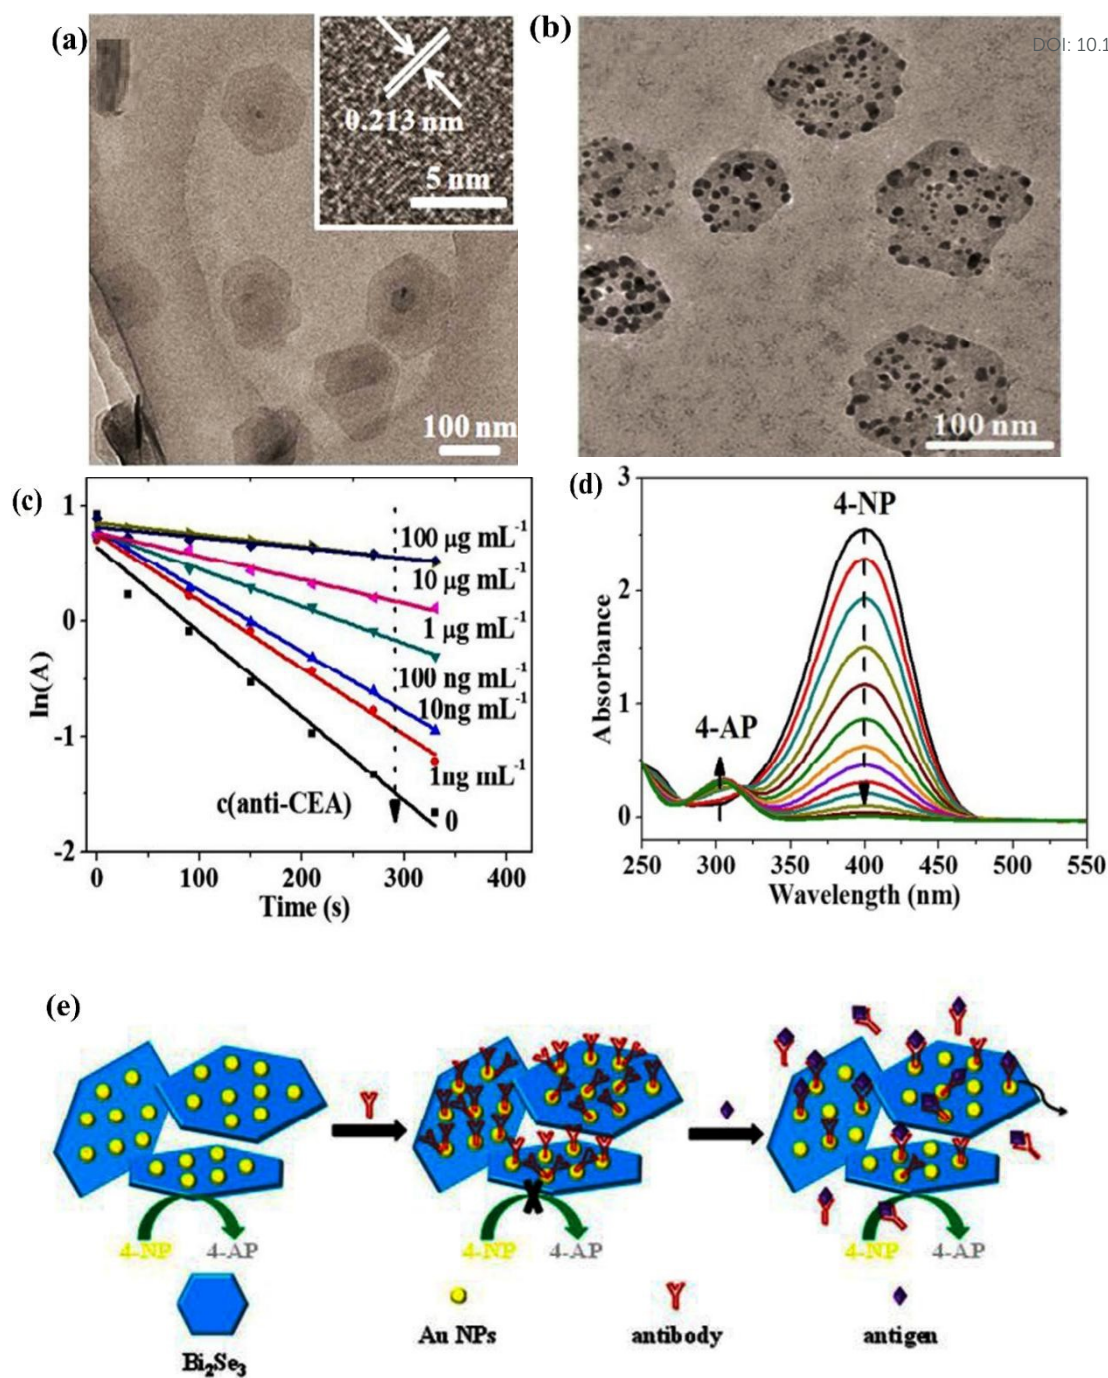 (a)
0.213 nm
5 nm
100 nm
(b)
DOI: 10.1
100 nm
(c)
1
0
-1
-2
ln(A)
100 μg mL⁻¹
10 μg mL⁻¹
1 μg mL⁻¹
100 ng mL⁻¹
10ng mL⁻¹
1ng mL⁻¹
0
c(anti-CEA)
0 100 200 300 400
Time (s)
(d)
3
2
1
0
Absorbance
4-NP
4-AP
250 300 350 400 450 500 550
Wavelength (nm)
(e)
4-NP 4-AP
4-NP 4-AP
4-NP 4-AP
Bi₂Se₃
Au NPs
antibody
antigen